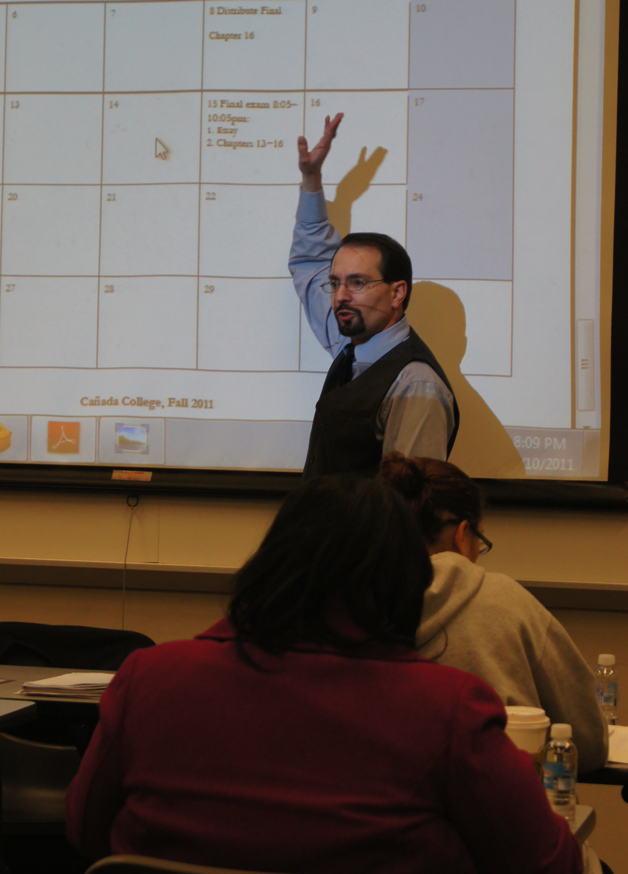 6 7 8 Distribute Final 9 10
Chapter 16
13 14 15 Final exam 8:05- 16 17
10:05pm:
1. Essay
2. Chapters 13-16
20 21 22 24
27 28 29
Cañada College, Fall 2011
8:09 PM
/10/2011